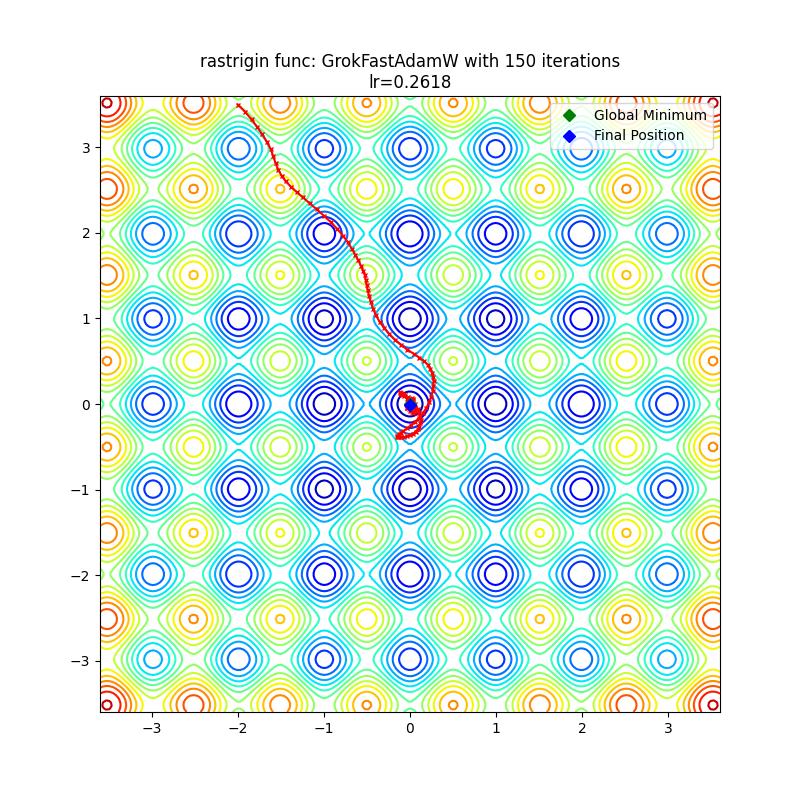 rastrigin func: GrokFastAdamW with 150 iterations
lr=0.2618
Global Minimum
Final Position
3
2
1
0
−1
−2
−3
−3 −2 −1 0 1 2 3